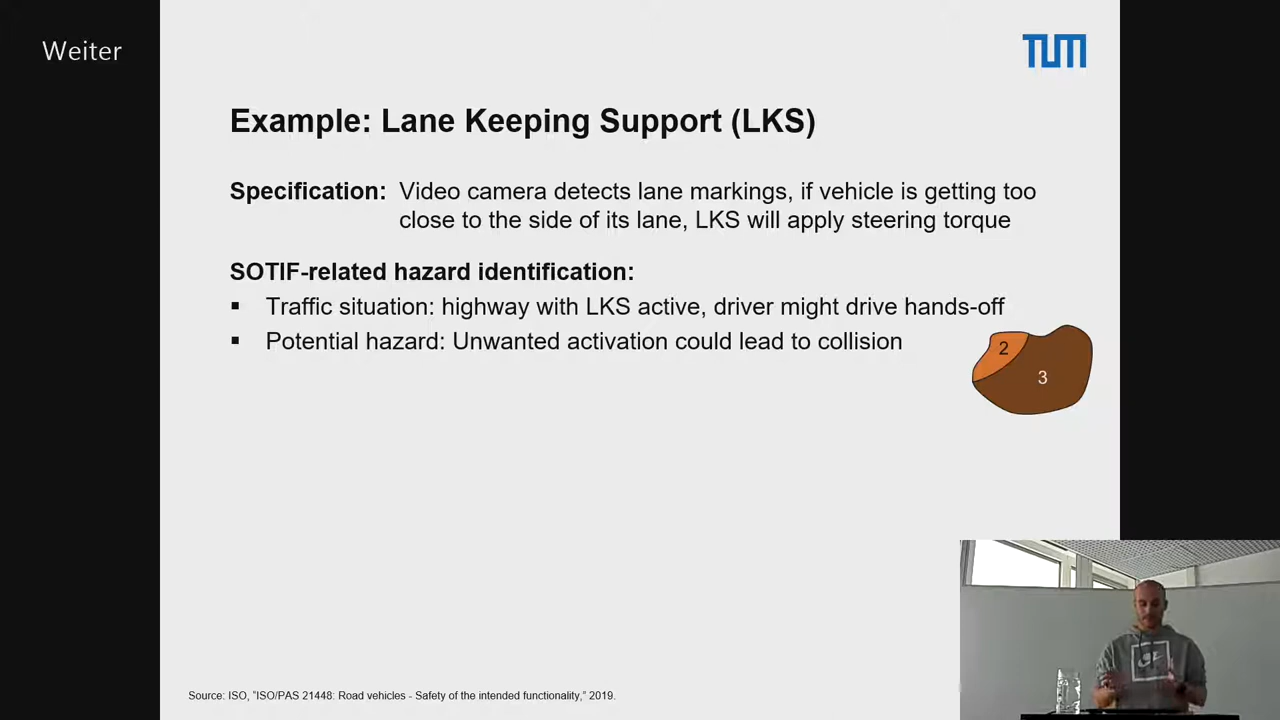 Weiter
TUM
Example: Lane Keeping Support (LKS)
Specification: Video camera detects lane markings, if vehicle is getting too
close to the side of its lane, LKS will apply steering torque
SOTIF-related hazard identification:
▪ Traffic situation: highway with LKS active, driver might drive hands-off
▪ Potential hazard: Unwanted activation could lead to collision
2
3
Source: ISO, "ISO/PAS 21448: Road vehicles - Safety of the intended functionality," 2019.